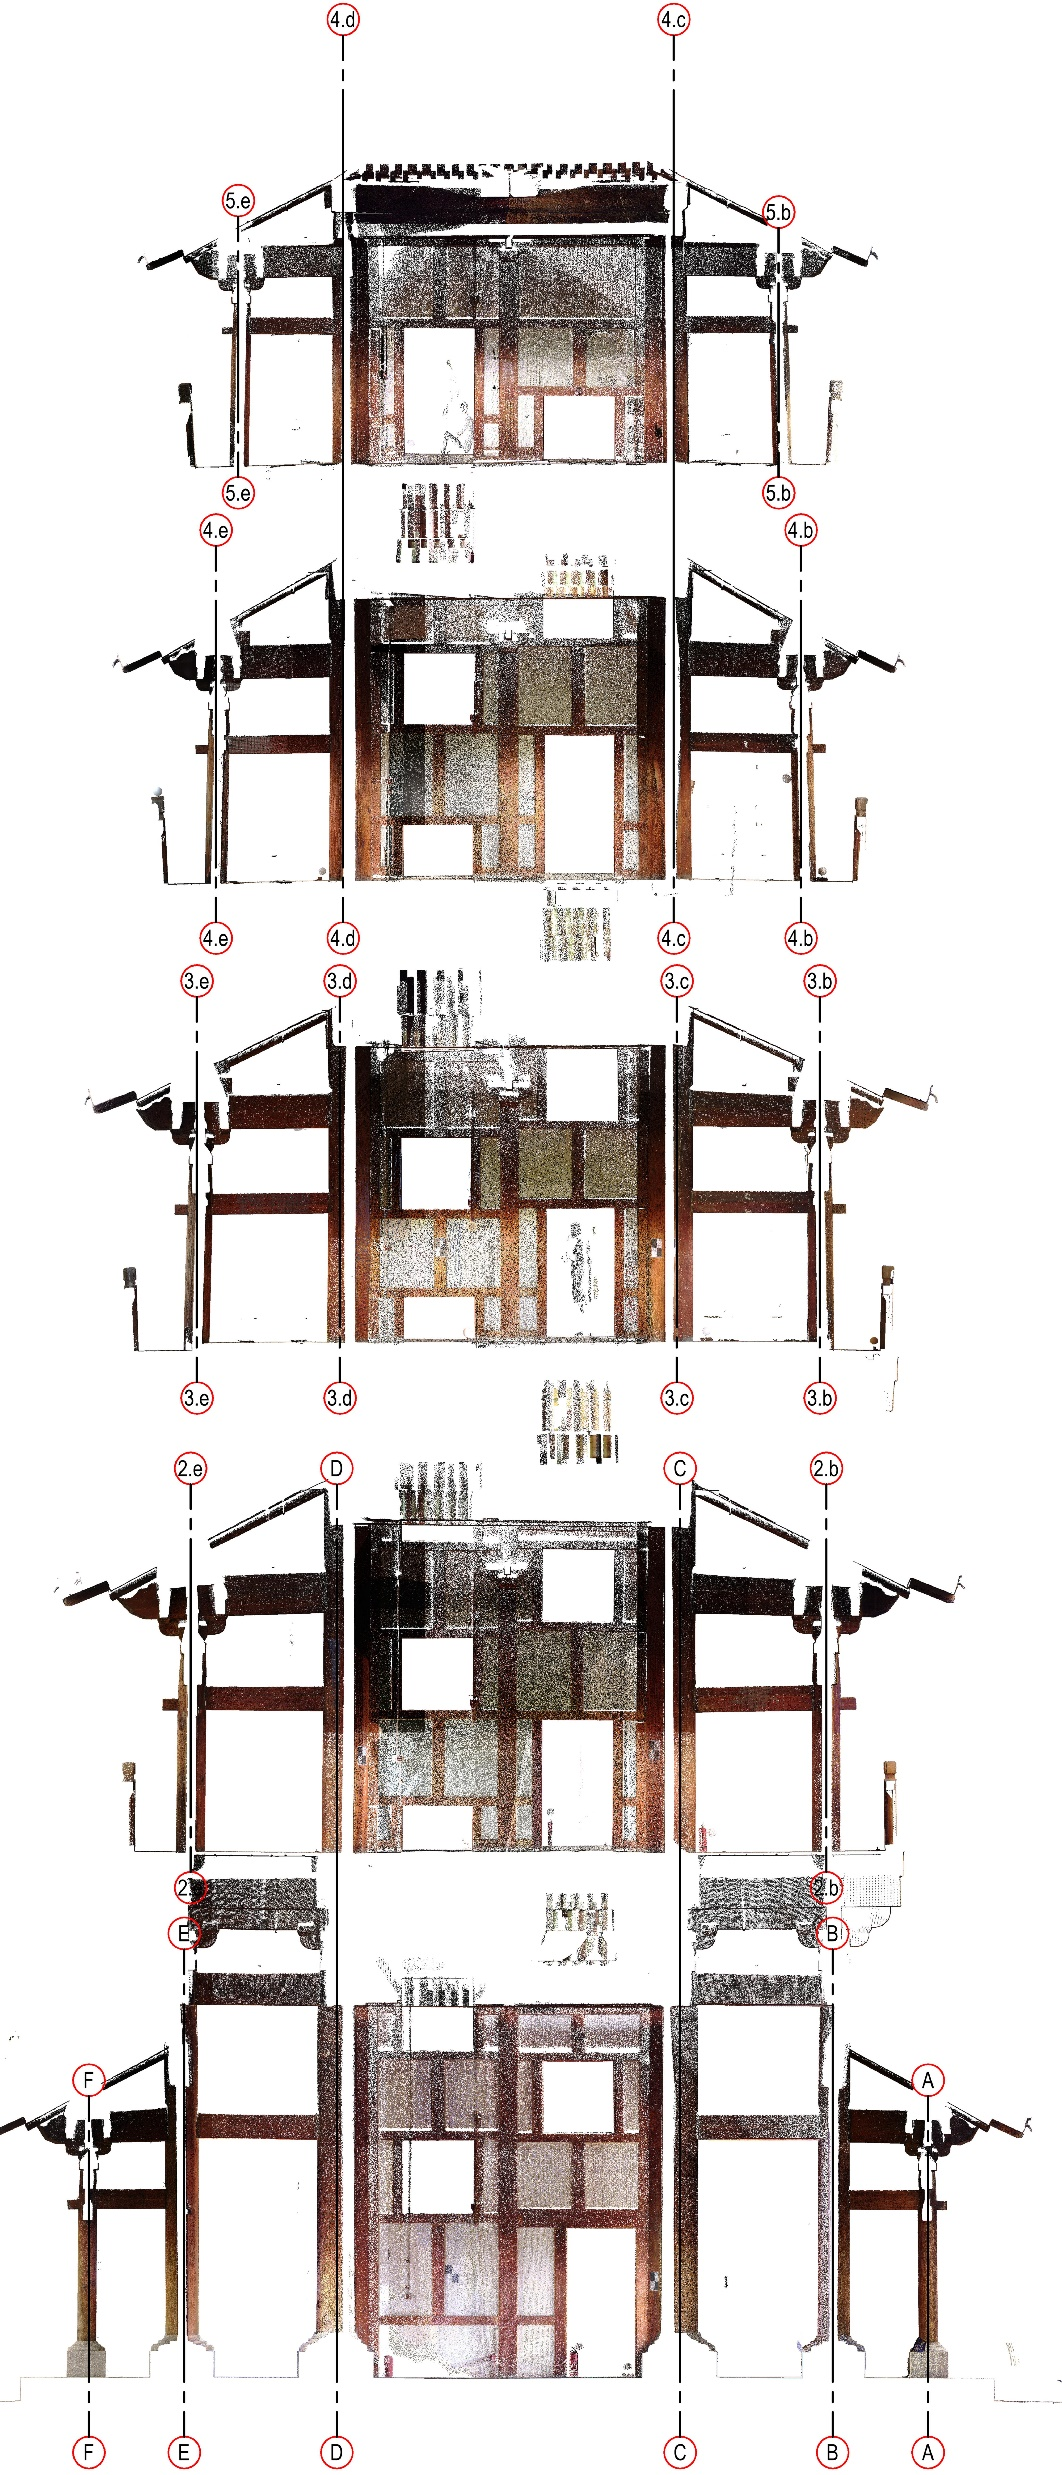 4.d 4.c
5.e 5.b
5.e 5.b
4.e 4.b
4.e 4.d 4.c 4.b
3.e 3.d 3.c 3.b
3.e 3.d 3.c 3.b
2.e D C 2.b
2.b
E B
F A
F E D C B A